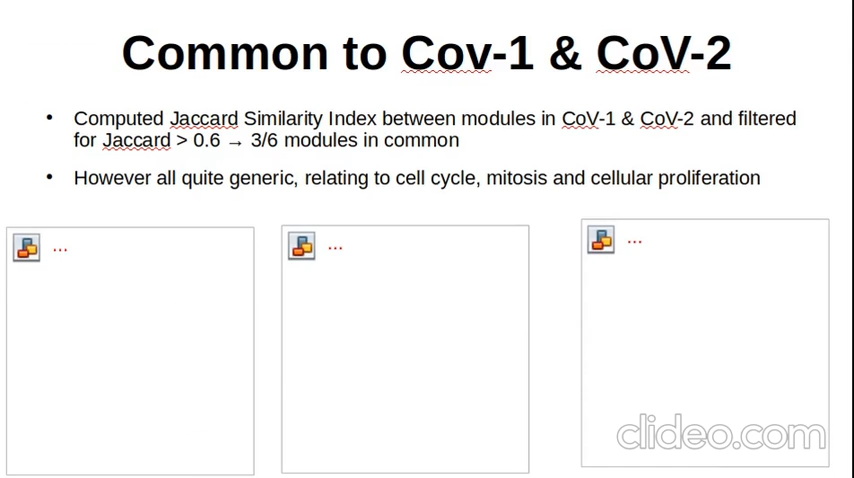 Common to Cov-1 & CoV-2
• Computed Jaccard Similarity Index between modules in CoV-1 & CoV-2 and filtered
for Jaccard > 0.6 → 3/6 modules in common
• However all quite generic, relating to cell cycle, mitosis and cellular proliferation
... ... ...
clideo.com